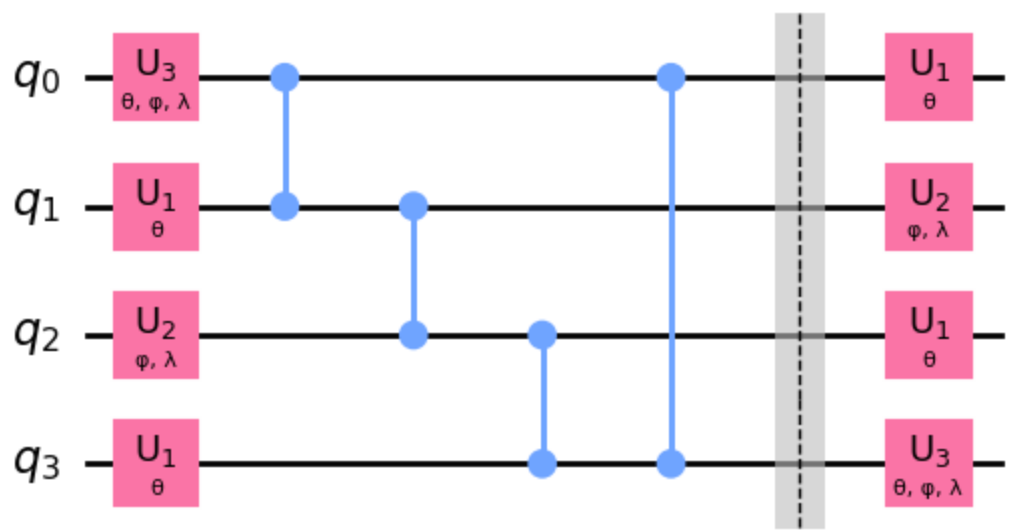 q0 U3 U1
θ, φ, λ θ
q1 U1 U2
θ φ, λ
q2 U2 U1
φ, λ θ
q3 U1 U3
θ θ, φ, λ